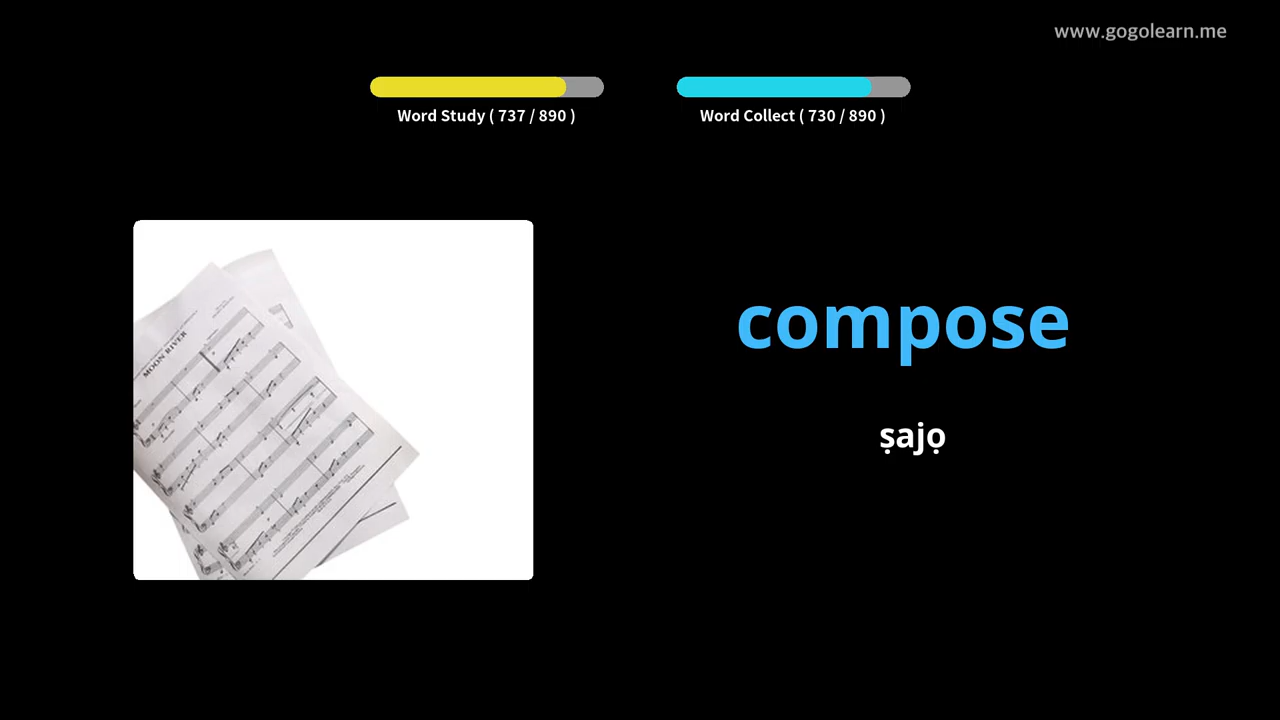 www.gogolearn.me
Word Study ( 737 / 890 )
Word Collect ( 730 / 890 )
MOON RIVER
compose
ṣajọ